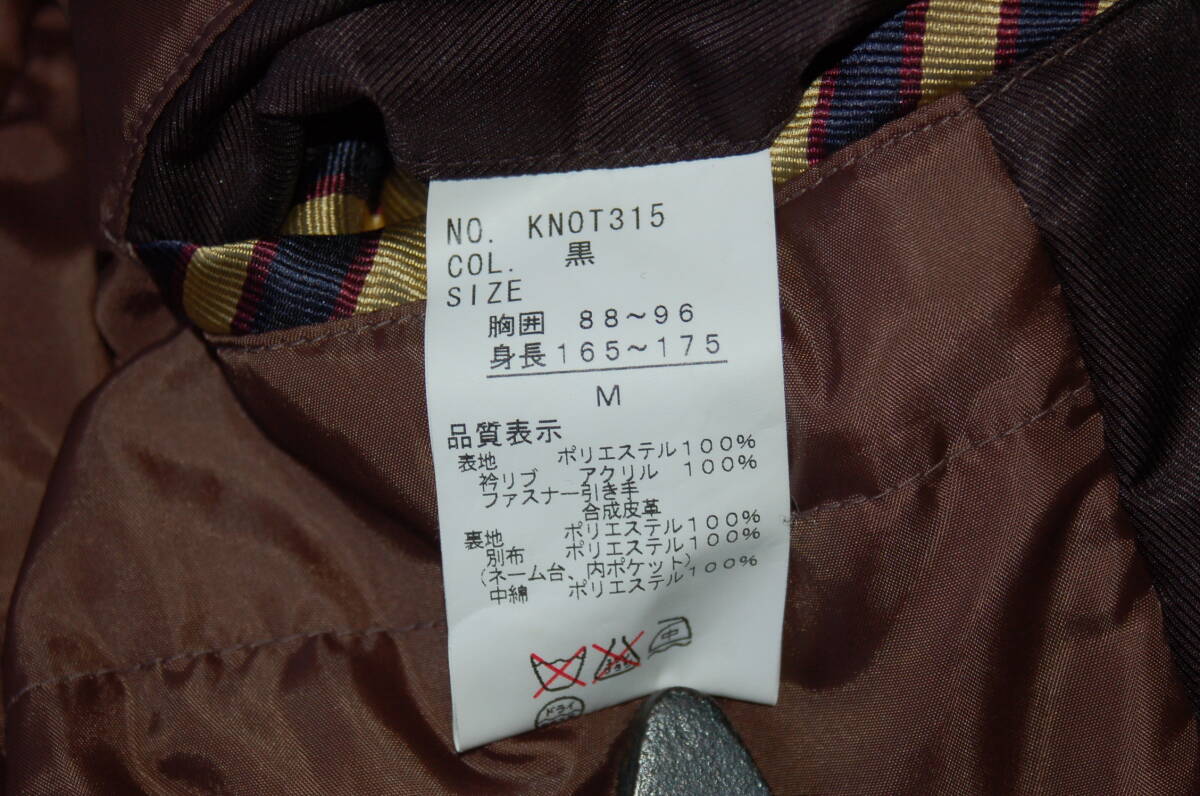 NO. KNOT315
COL. 黒
SIZE
胸囲 88~96
身長165~175
M
品質表示
表地 ポリエステル100%
衿リブ アクリル 100%
ファスナー引き手
合成皮革
裏地 ポリエステル100%
別布 ポリエステル100%
(ネーム台、内ポケット)
中綿 ポリエステル100%
中
ドライ